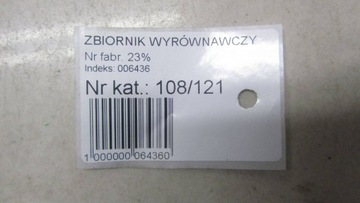 ZBIORNIK WYRÓWNAWCZY
Nr fabr. 23%
Indeks: 006436
Nr kat.: 108/121
1 000000 064360